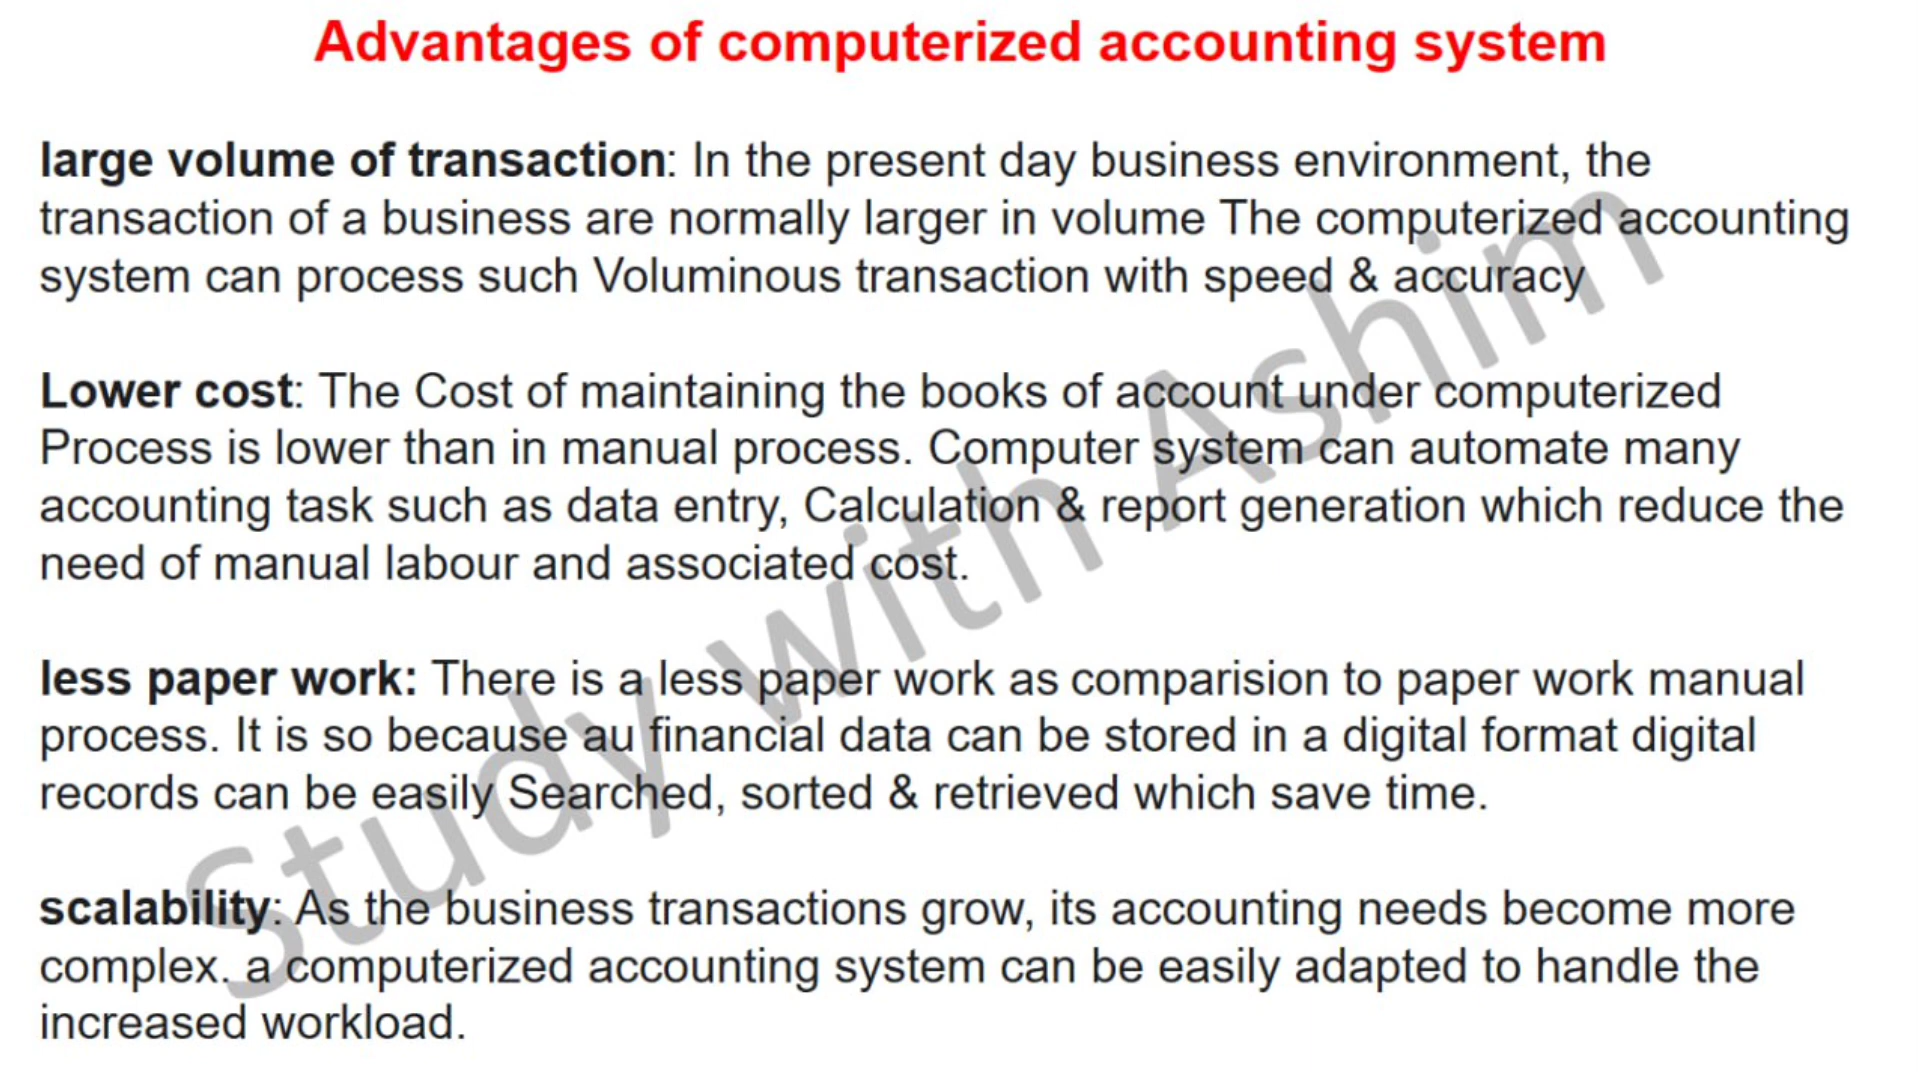 Advantages of computerized accounting system
large volume of transaction: In the present day business environment, the
transaction of a business are normally larger in volume The computerized accounting
system can process such Voluminous transaction with speed & accuracy
Lower cost: The Cost of maintaining the books of account under computerized
Process is lower than in manual process. Computer system can automate many
accounting task such as data entry, Calculation & report generation which reduce the
need of manual labour and associated cost.
less paper work: There is a less paper work as comparision to paper work manual
process. It is so because au financial data can be stored in a digital format digital
records can be easily Searched, sorted & retrieved which save time.
scalability: As the business transactions grow, its accounting needs become more
complex. a computerized accounting system can be easily adapted to handle the
increased workload.
Study with Ashim